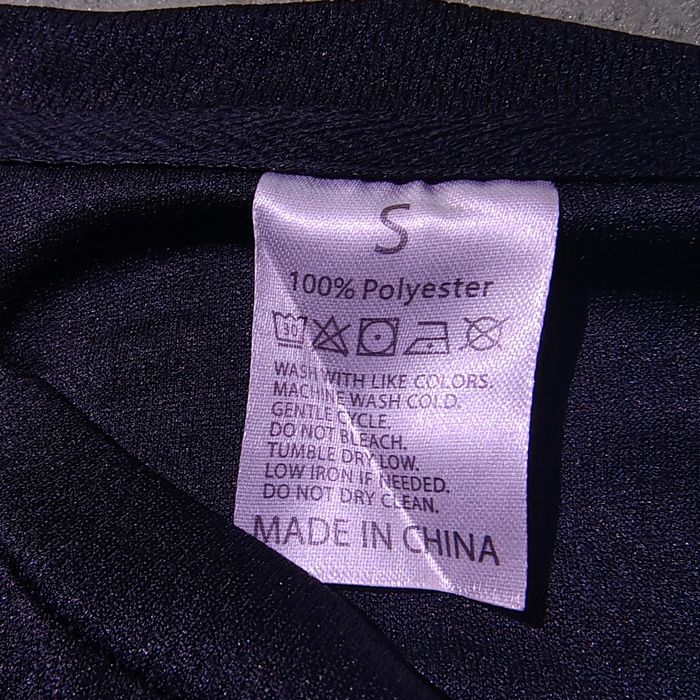 S
100% Polyester
30
WASH WITH LIKE COLORS.
MACHINE WASH COLD.
GENTLE CYCLE.
DO NOT BLEACH.
TUMBLE DRY LOW.
LOW IRON IF NEEDED.
DO NOT DRY CLEAN.
MADE IN CHINA